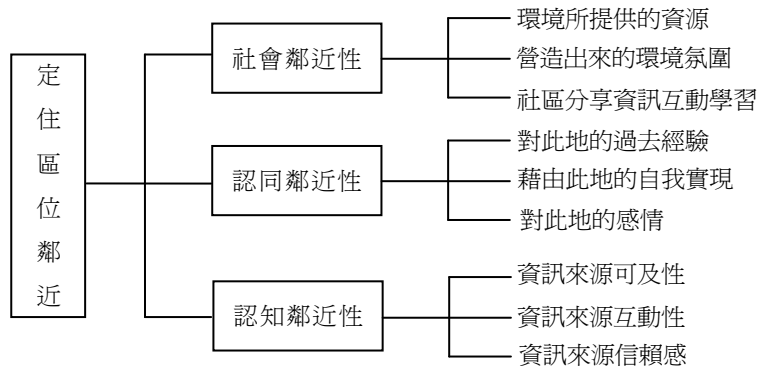 定住區位鄰近
社會鄰近性
環境所提供的資源
營造出來的環境氛圍
社區分享資訊互動學習
認同鄰近性
對此地的過去經驗
藉由此地的自我實現
對此地的感情
認知鄰近性
資訊來源可及性
資訊來源互動性
資訊來源信賴感